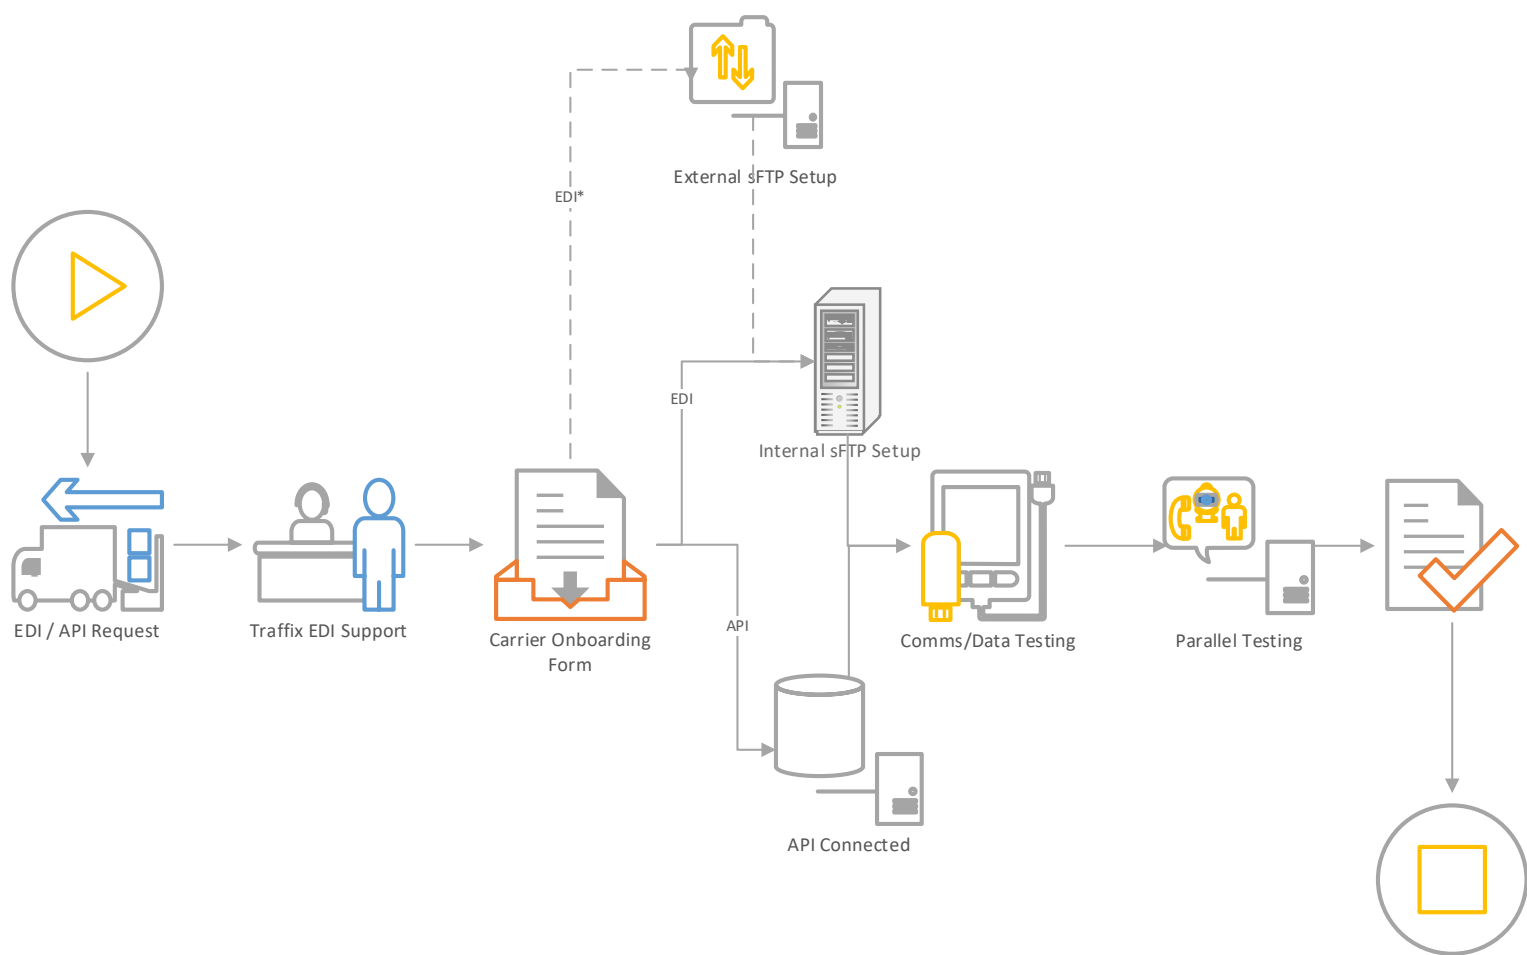 External sFTP Setup
EDI*
EDI
Internal sFTP Setup
EDI / API Request
Traffix EDI Support
Carrier Onboarding
Form
API
Comms/Data Testing
Parallel Testing
API Connected